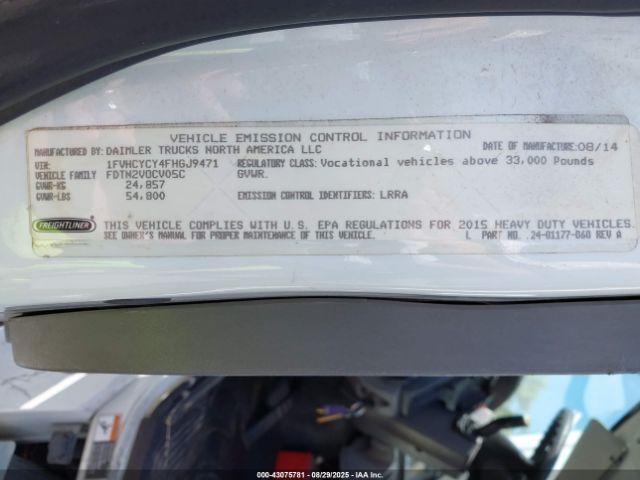 VEHICLE EMISSION CONTROL INFORMATION
MANUFACTURED BY: DAIMLER TRUCKS NORTH AMERICA LLC DATE OF MANUFACTURE: 08/14
VIN: 1FVHCYCY4FHGJ9471 REGULATORY CLASS: Vocational vehicles above 33,000 Pounds
VEHICLE FAMILY FDTN2VOCV05C GVWR.
GVWR-KG 24,857
GVWR-LBS 54,800 EMISSION CONTROL IDENTIFIERS: LRRA
FREIGHTLINER THIS VEHICLE COMPLIES WITH U.S. EPA REGULATIONS FOR 2015 HEAVY DUTY VEHICLES.
SEE OWNER'S MANUAL FOR PROPER MAINTENANCE OF THIS VEHICLE. L PART NO. 24-01177-060 REV A
000-43075781 - 08/29/2025 - IAAI.COM